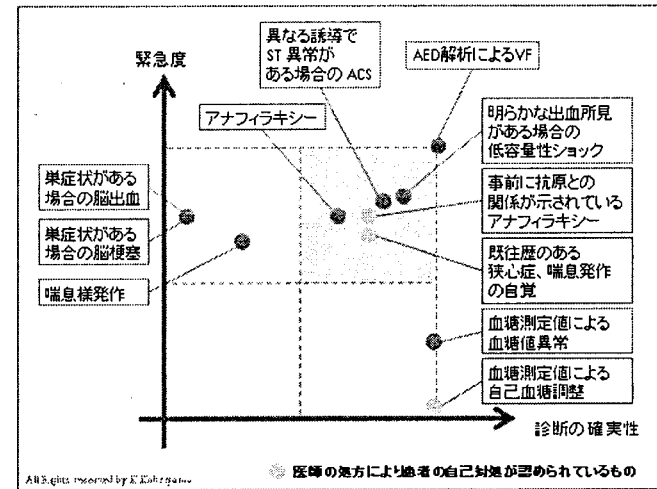 緊急度
異なる誘導で
ST 異常が
ある場合の ACS
AED解析によるVF
アナフィラキシー
明らかな出血所見
がある場合の
低容量性ショック
巣症状がある
場合の脳出血
事前に抗原との
関係が示されている
アナフィラキシー
巣症状がある
場合の脳梗塞
既往歴のある
狭心症、喘息発作
の自覚
喘息様発作
血糖測定値による
血糖値異常
血糖測定値による
自己血糖調整
診断の確実性
医師の処方により患者の自己対処が認められているもの
All Rights reserved by